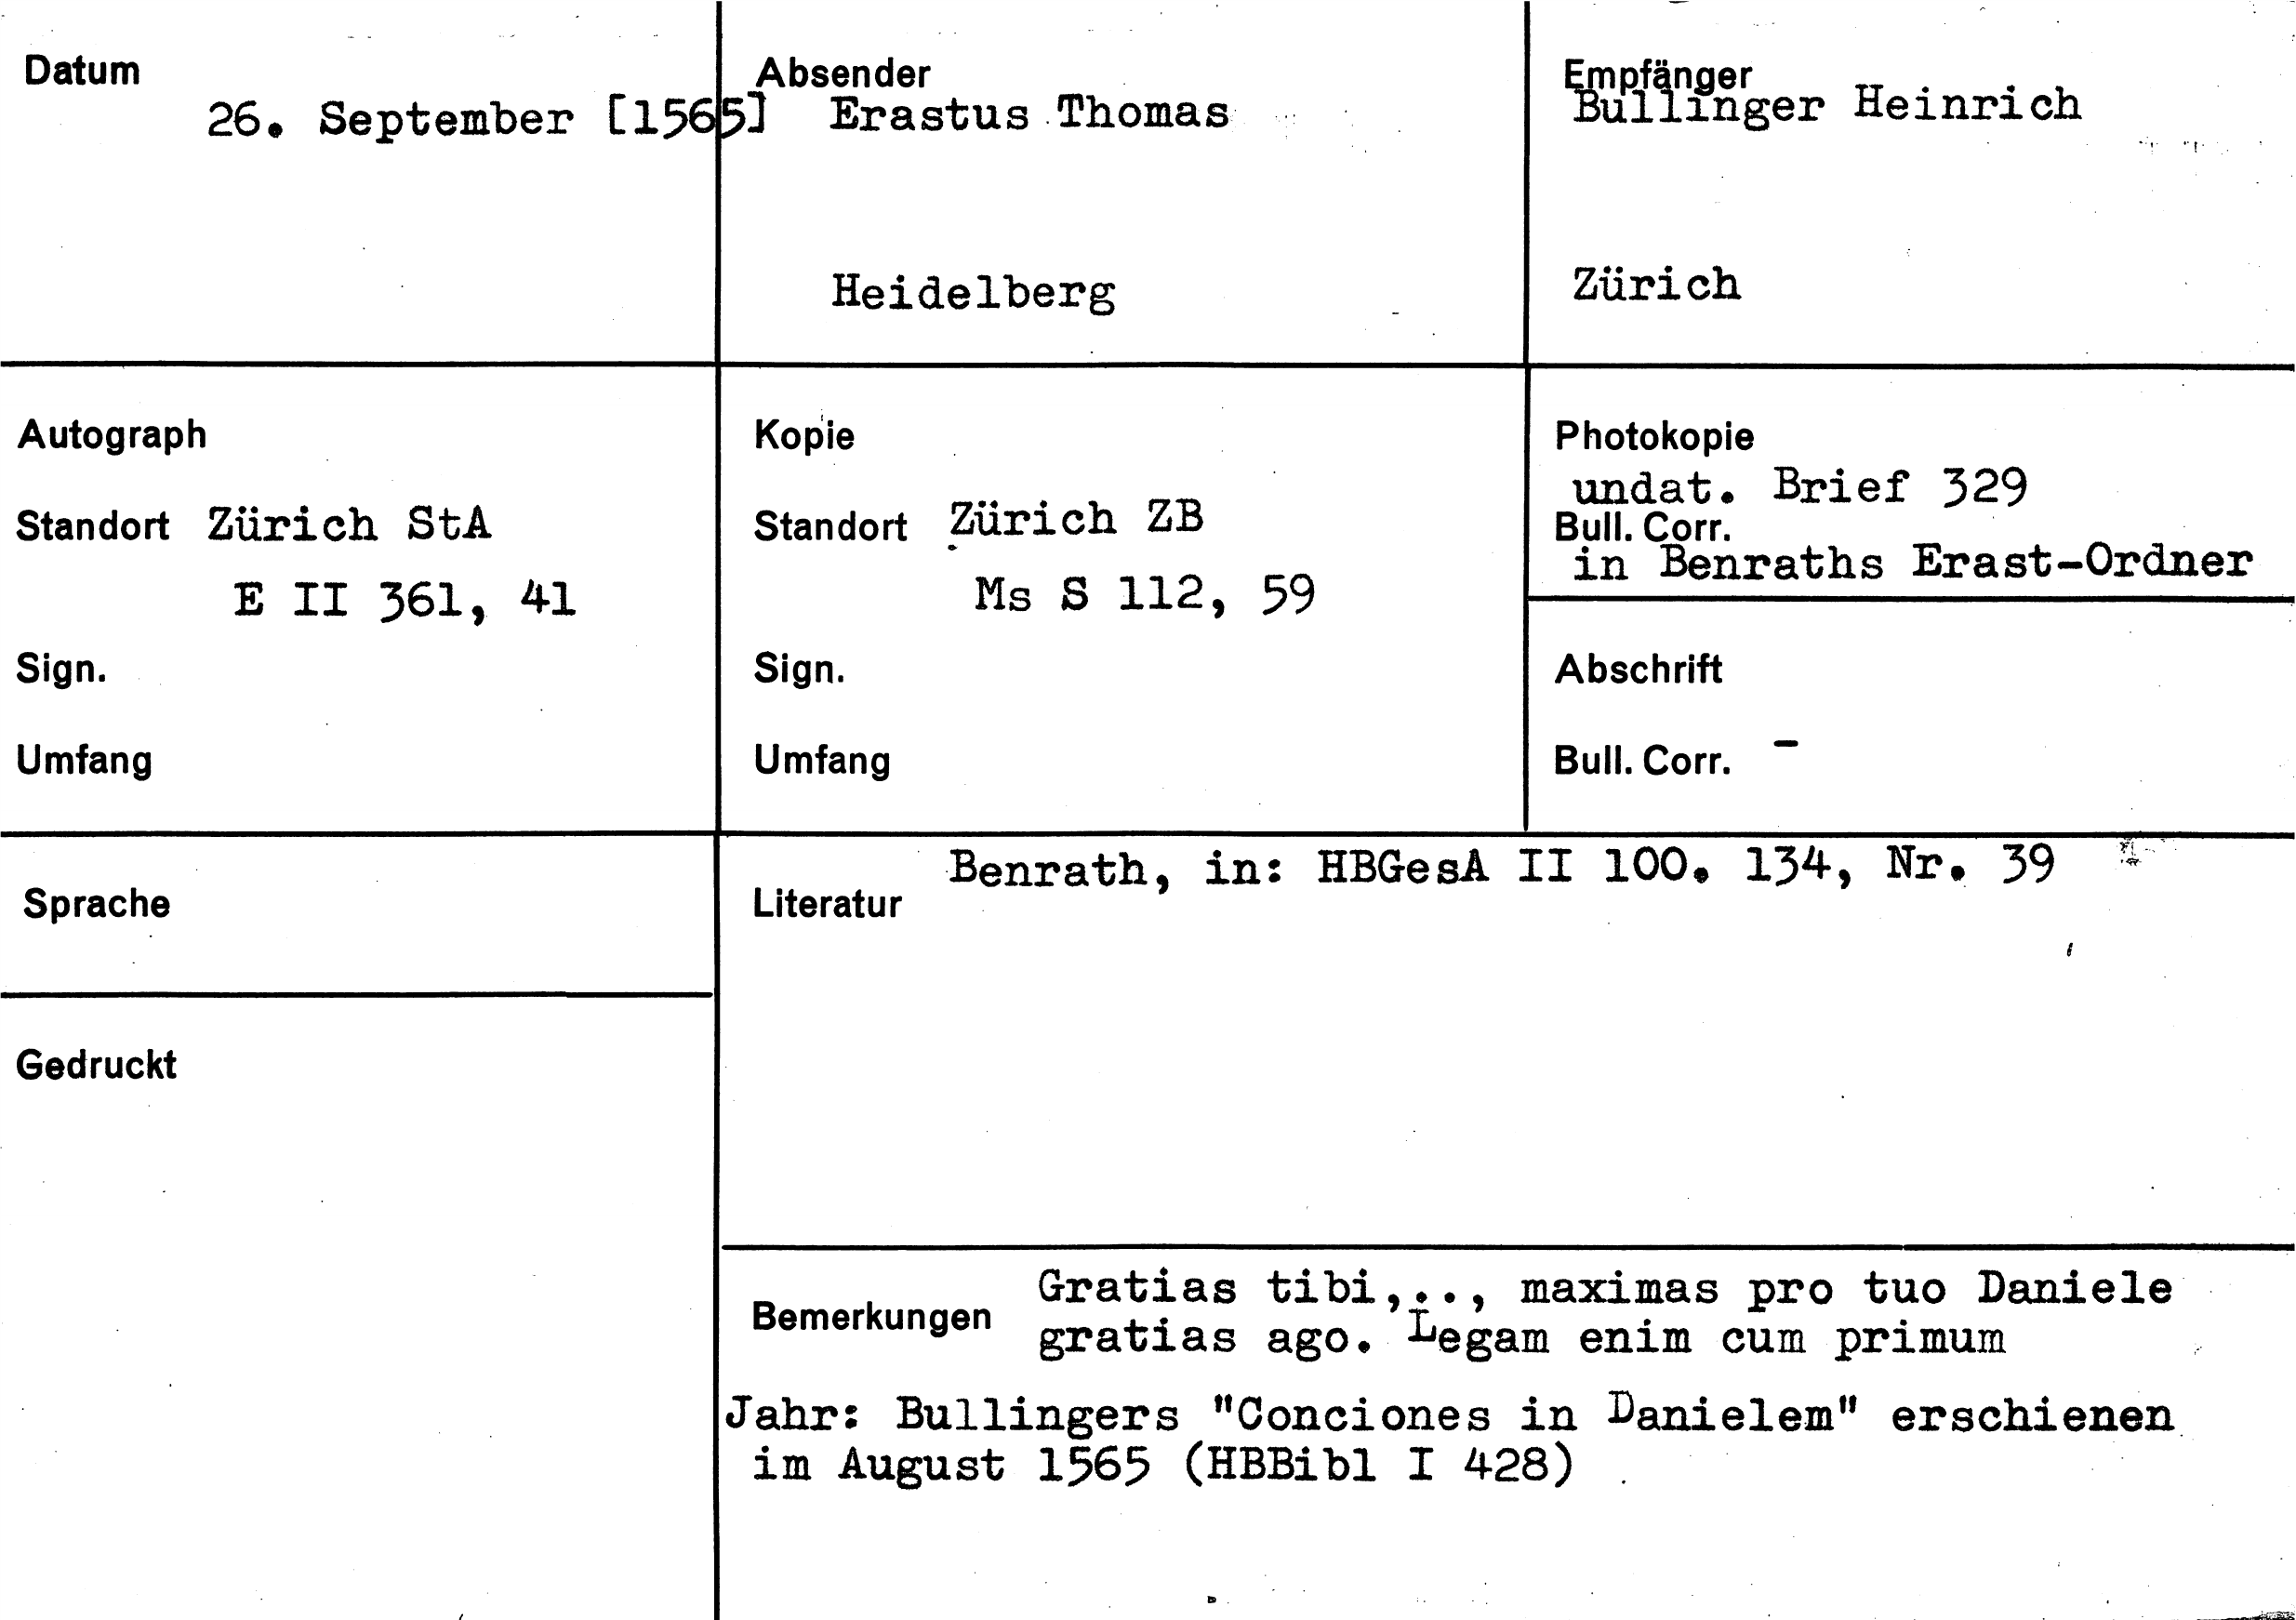 Datum
26. September [1565]
Absender
Erastus Thomas
Heidelberg
Empfänger
Bullinger Heinrich
Zürich
Autograph
Standort Zürich StA
E II 361, 41
Sign.
Umfang
Kopie
Standort Zürich ZB
Ms S 112, 59
Sign.
Umfang
Photokopie
undat. Brief 329
Bull. Corr.
in Benraths Erast-Ordner
Abschrift
Bull. Corr. -
Sprache
Gedruckt
Benrath, in: HBGesA II 100. 134, Nr. 39
Literatur
Gratias tibi,.., maximas pro tuo Daniele
Bemerkungen
gratias ago. Legam enim cum primum
Jahr: Bullingers "Conciones in Danielem" erschienen
im August 1565 (HBBibl I 428)